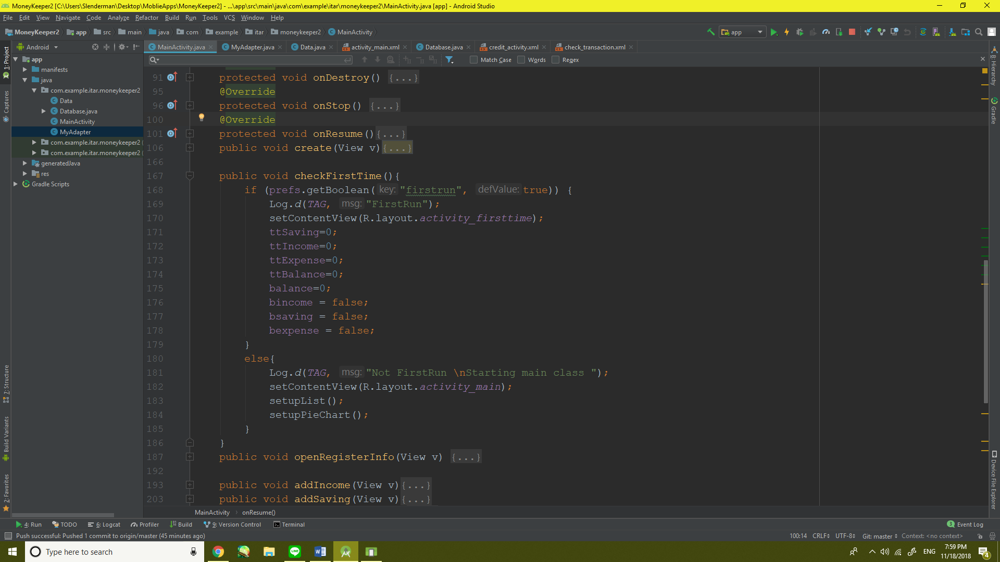 MoneyKeeper2 [C:\Users\Slenderman\Desktop\MoblieApps\MoneyKeeper2] - ...\app\src\main\java\com\example\itar\moneykeeper2\MainActivity.java [app] - Android Studio
File Edit View Navigate Code Analyze Refactor Build Run Tools VCS Window Help
MoneyKeeper2 app src main java com example itar moneykeeper2 MainActivity app
Android MainActivity.java MyAdapter.java Data.java activity_main.xml Database.java credit_activity.xml check_transaction.xml
Match Case Words Regex
1: Project
Captures
7: Structure
Build Variants
2: Favorites
app
manifests
java
com.example.itar.moneykeeper2
Data
Database.java
MainActivity
MyAdapter
com.example.itar.moneykeeper2 (
com.example.itar.moneykeeper2 (
generatedJava
res
Gradle Scripts
91 protected void onDestroy() {...}
95 @Override
96 protected void onStop() {...}
100 @Override
101 protected void onResume(){...}
106 public void create(View v){...}
166
167 public void checkFirstTime(){
168 if (prefs.getBoolean( key: "firstrun", defValue: true)) {
169 Log.d(TAG, msg: "FirstRun");
170 setContentView(R.layout.activity_firsttime);
171 ttSaving=0;
172 ttIncome=0;
173 ttExpense=0;
174 ttBalance=0;
175 balance=0;
176 bincome = false;
177 bsaving = false;
178 bexpense = false;
179 }
180 else{
181 Log.d(TAG, msg: "Not FirstRun \nStarting main class ");
182 setContentView(R.layout.activity_main);
183 setupList();
184 setupPieChart();
185 }
186 }
187 public void openRegisterInfo(View v) {...}
192
193 public void addIncome(View v){...}
203 public void addSaving(View v){...}
8: Hierarchy
Gradle
Device File Explorer
MainActivity onResume()
4: Run TODO 6: Logcat Profiler Build 9: Version Control Terminal 3 Event Log
Push successful: Pushed 1 commit to origin/master (45 minutes ago) 100:14 CRLF UTF-8 Git: master Context: <no context>
Type here to search LINE ENG 7:59 PM
11/18/2018 4